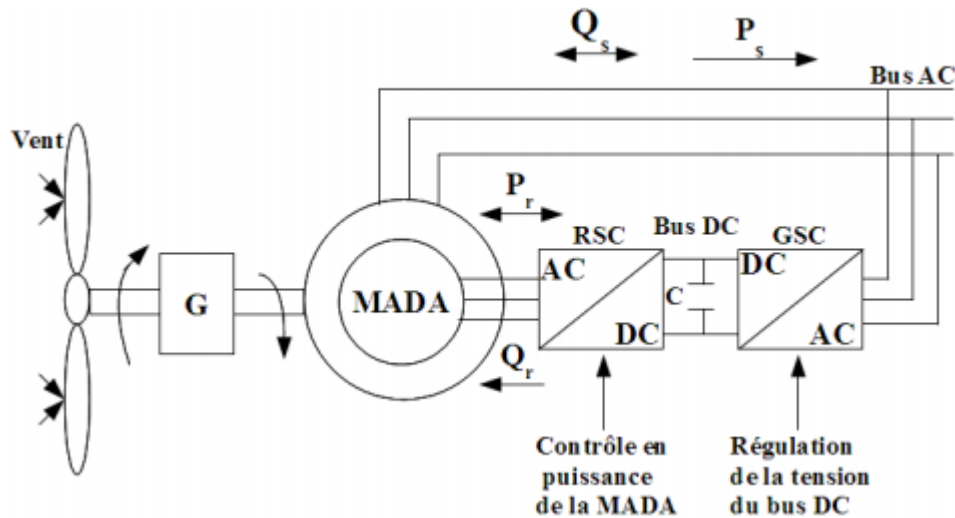 Q s
P s
Bus AC
Vent
P r
RSC
Bus DC
GSC
AC
DC
G
MADA
C
DC
AC
Q r
Contrôle en
puissance
de la MADA
Régulation
de la tension
du bus DC